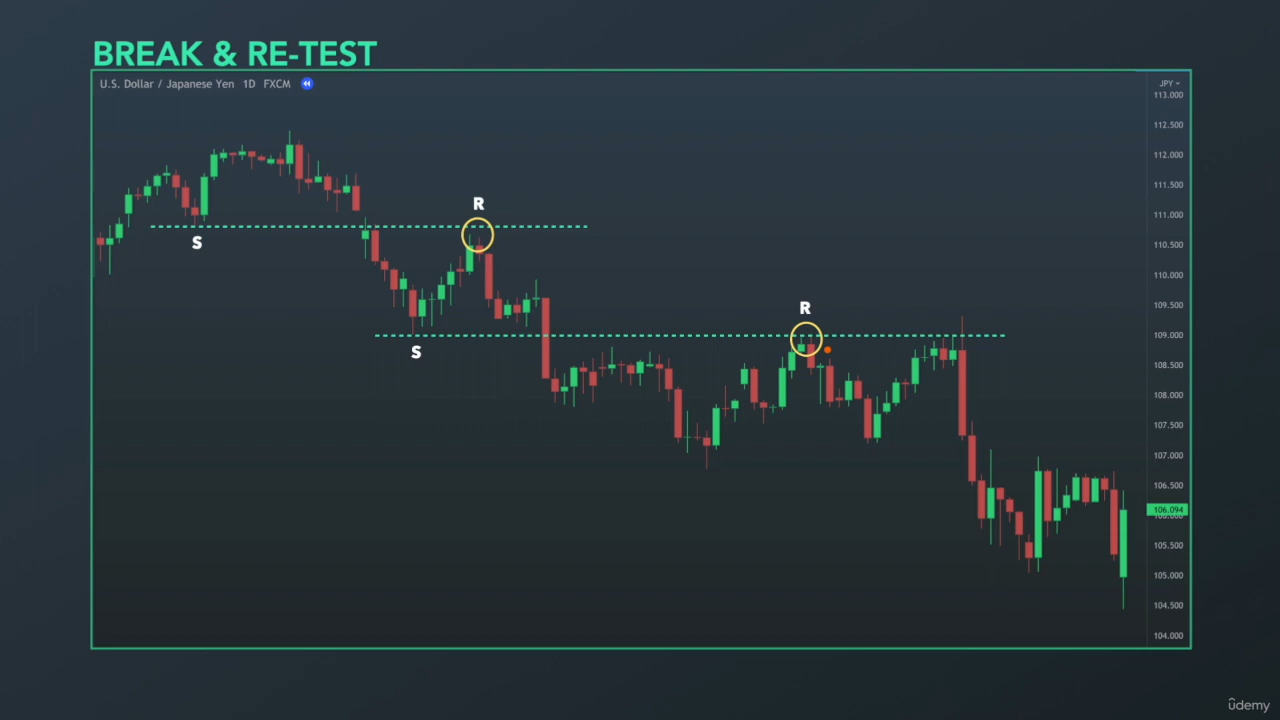 BREAK & RE-TEST
U.S. Dollar / Japanese Yen 1D FXCM
JPY
113.000
112.500
112.000
111.500
R
111.000
S
110.500
110.000
109.500
R
109.000
S
108.500
108.000
107.500
107.000
106.500
106.094
105.500
105.000
104.500
104.000
ûdemy